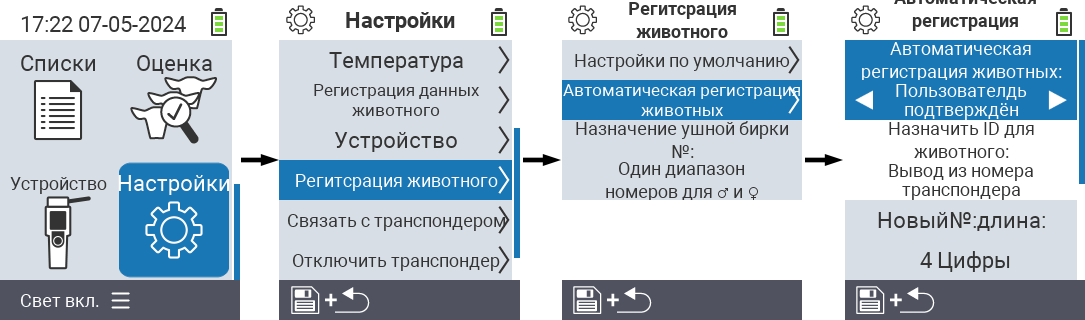 17:22 07-05-2024
Списки
Оценка
Устройство
Настройки
Свет вкл.
Настройки
Температура
Регистрация данных
животного
Устройство
Регитсрация животного
Связать с транспондером
Отключить транспондер
Регитсрация
животного
Настройки по умолчанию
Автоматическая регистрация
животных
Назначение ушной бирки
№:
Один диапазон
номеров для ♂ и ♀
Автоматическая
регистрация
Автоматическая
регистрация животных:
Пользователдь
подтверждён
Назначить ID для
животного:
Вывод из номера
транспондера
Новый№:длина:
4 Цифры